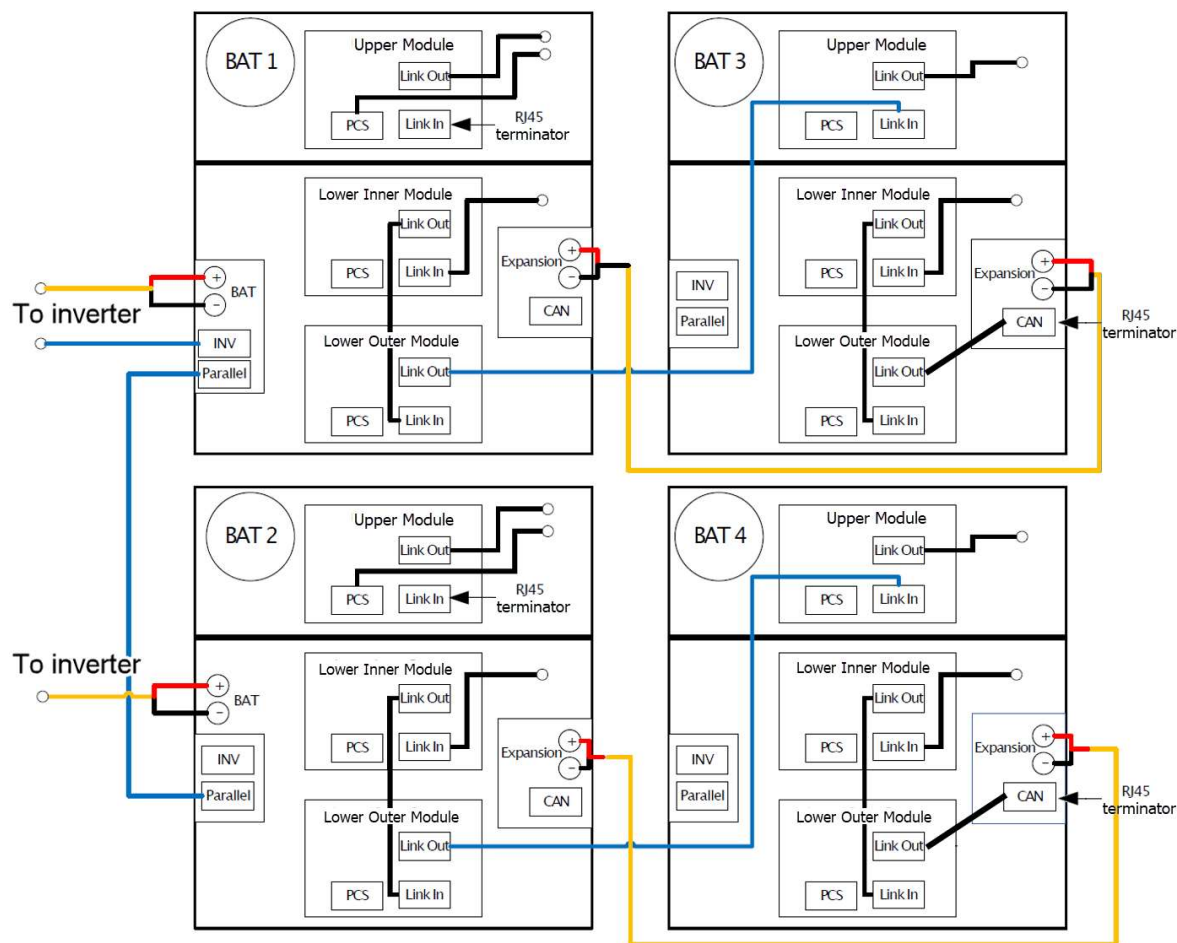 BAT 1
Upper Module
Link Out
PCS
Link In
RJ45
terminator
Lower Inner Module
Link Out
PCS
Link In
Expansion
+
−
CAN
+
−
BAT
INV
Parallel
To inverter
Lower Outer Module
Link Out
PCS
Link In
BAT 3
Upper Module
Link Out
PCS
Link In
Lower Inner Module
Link Out
PCS
Link In
INV
Parallel
Expansion
+
−
CAN
RJ45
terminator
Lower Outer Module
Link Out
PCS
Link In
BAT 2
Upper Module
Link Out
PCS
Link In
RJ45
terminator
To inverter
+
−
BAT
INV
Parallel
Lower Inner Module
Link Out
PCS
Link In
Expansion
+
−
CAN
Lower Outer Module
Link Out
PCS
Link In
BAT 4
Upper Module
Link Out
PCS
Link In
Lower Inner Module
Link Out
PCS
Link In
INV
Parallel
Expansion
+
−
CAN
RJ45
terminator
Lower Outer Module
Link Out
PCS
Link In